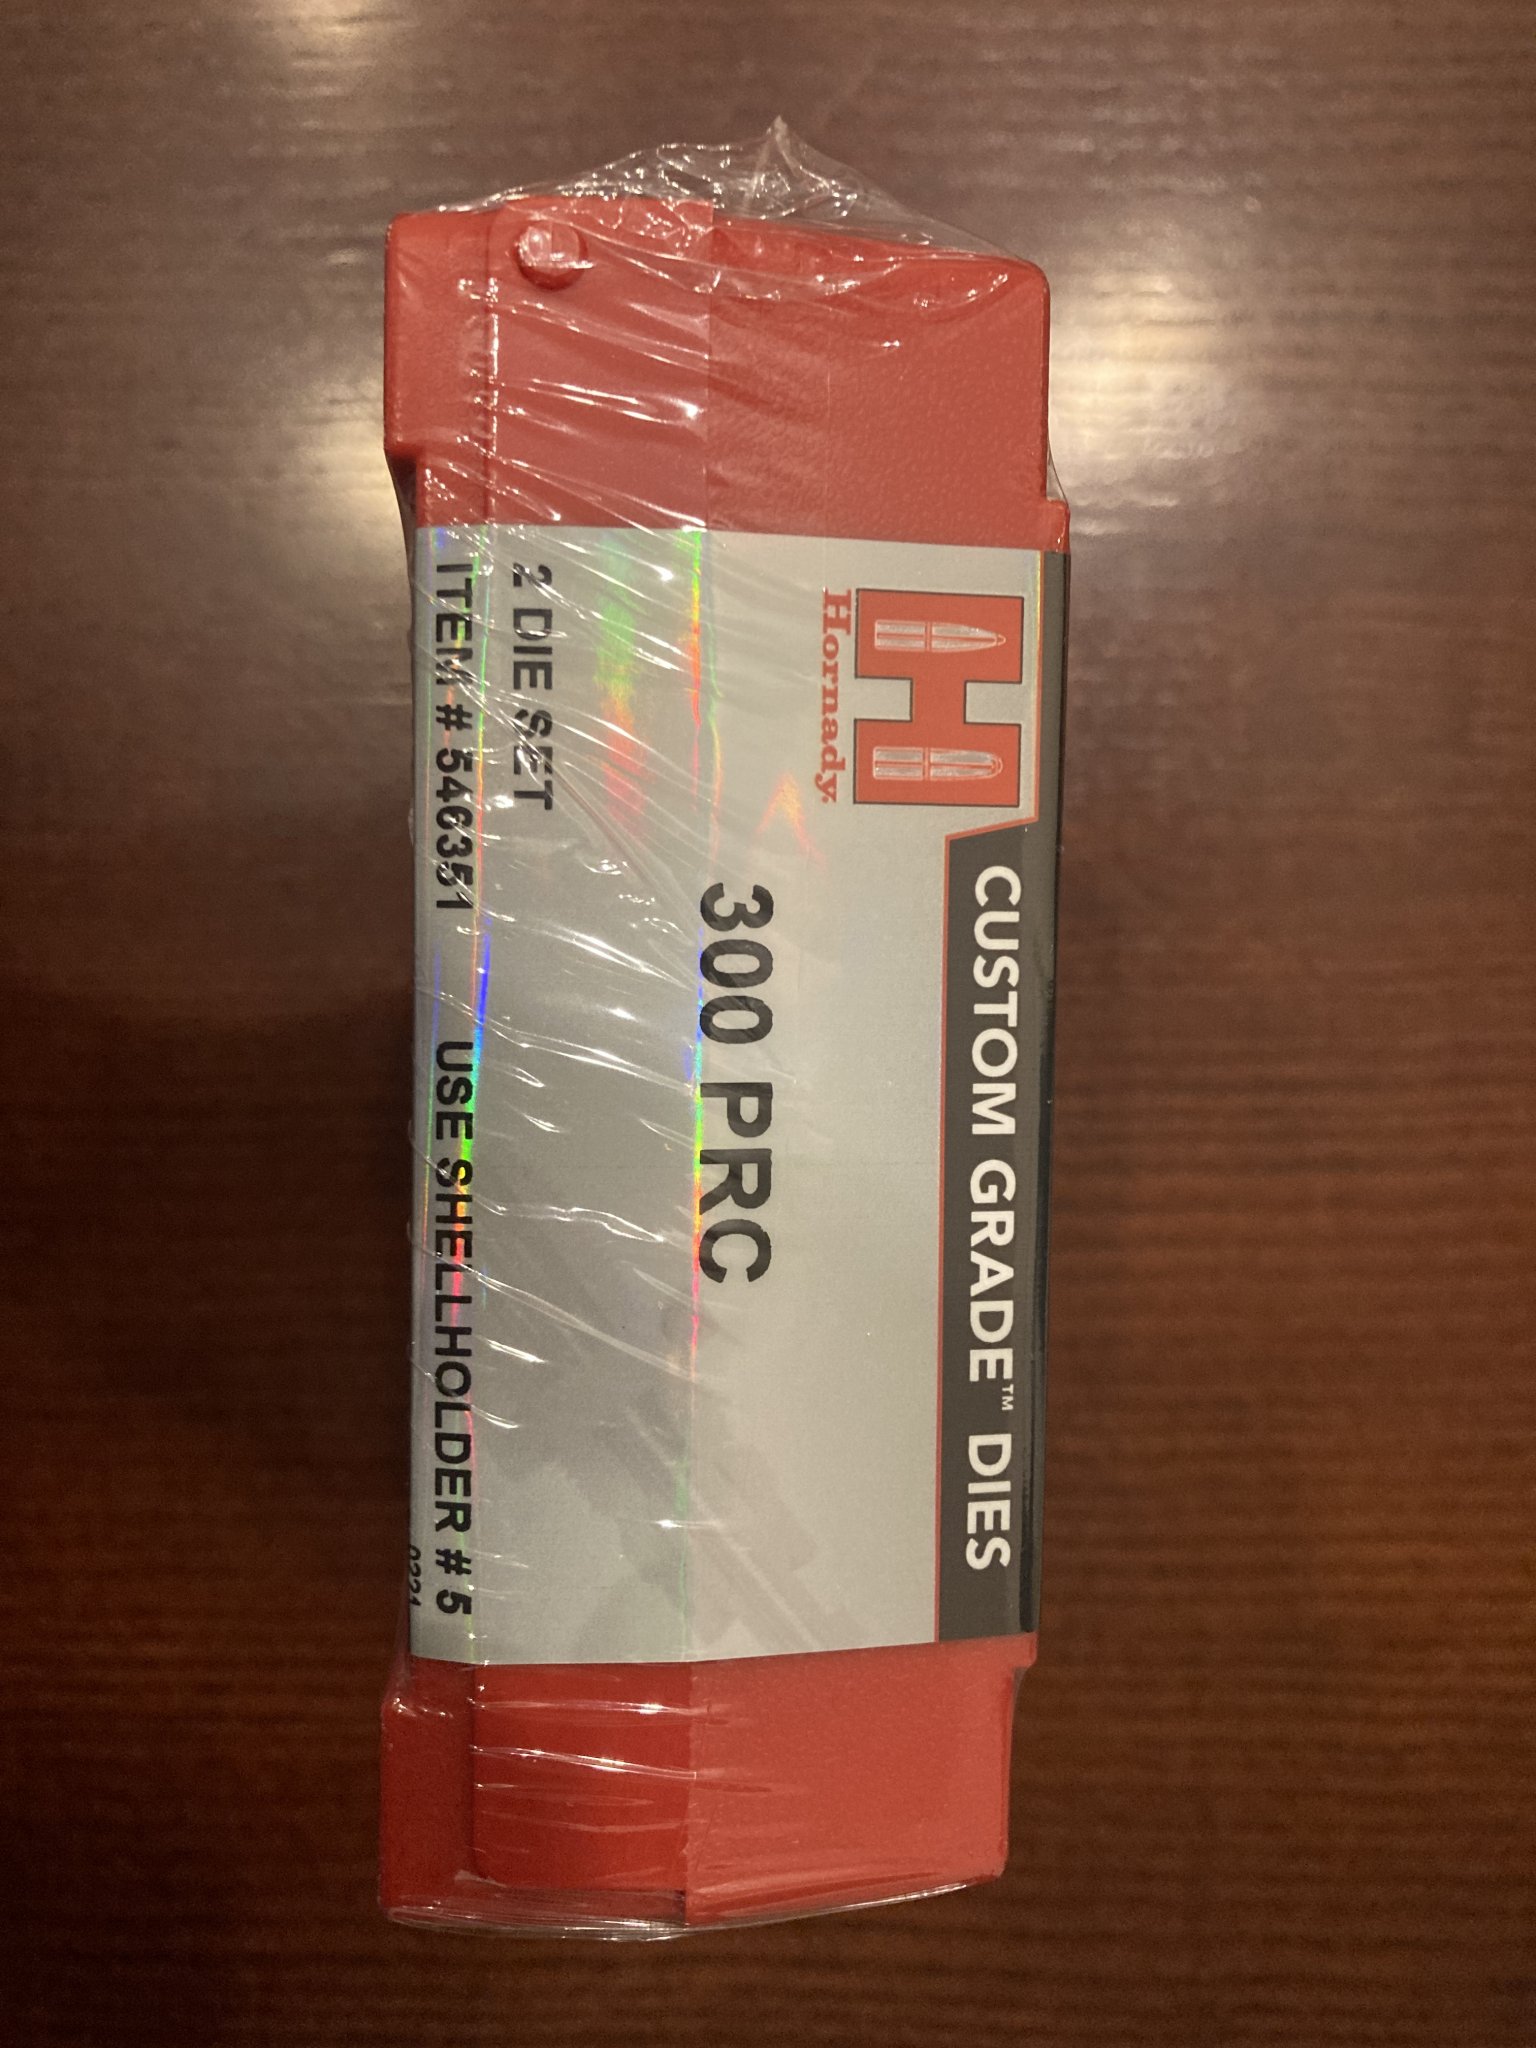 Hornady.
CUSTOM GRADE™ DIES
300 PRC
2 DIE SET
ITEM # 546351 USE SHELLHOLDER # 5